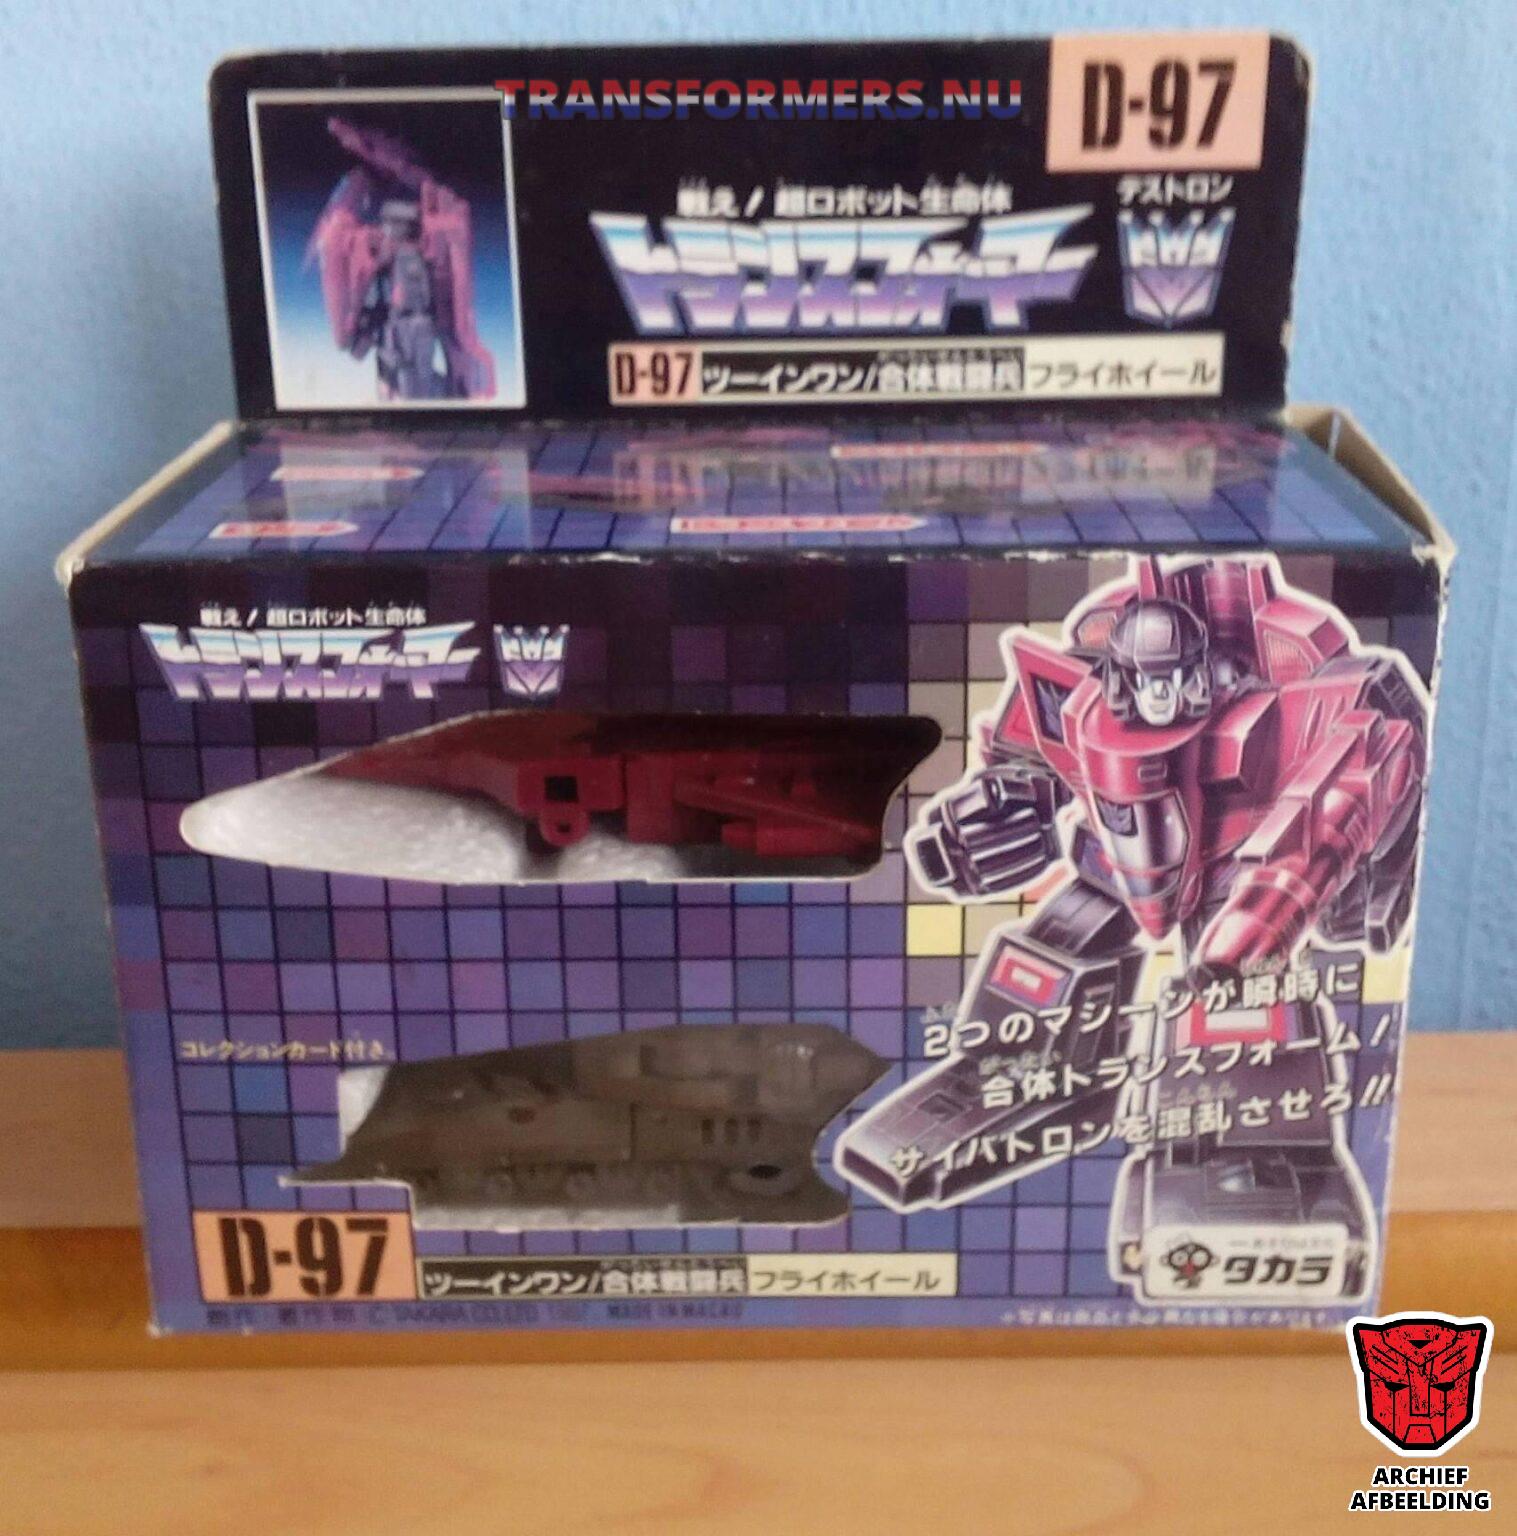 TRANSFORMERS.NU
D-97
戦え!超ロボット生命体
トランスフォーマー
デストロン
D-97 ツーインワン/合体戦闘兵 フライホイール
戦え!超ロボット生命体
トランスフォーマー
コレクションカード付き
2つのマシーンが瞬時に
合体トランスフォーム!
サイバトロンを混乱させろ!!
D-97 ツーインワン/合体戦闘兵 フライホイール
タカラ
TAKARA CO.,LTD. MADE IN MACAU
ARCHIEF
AFBEELDING